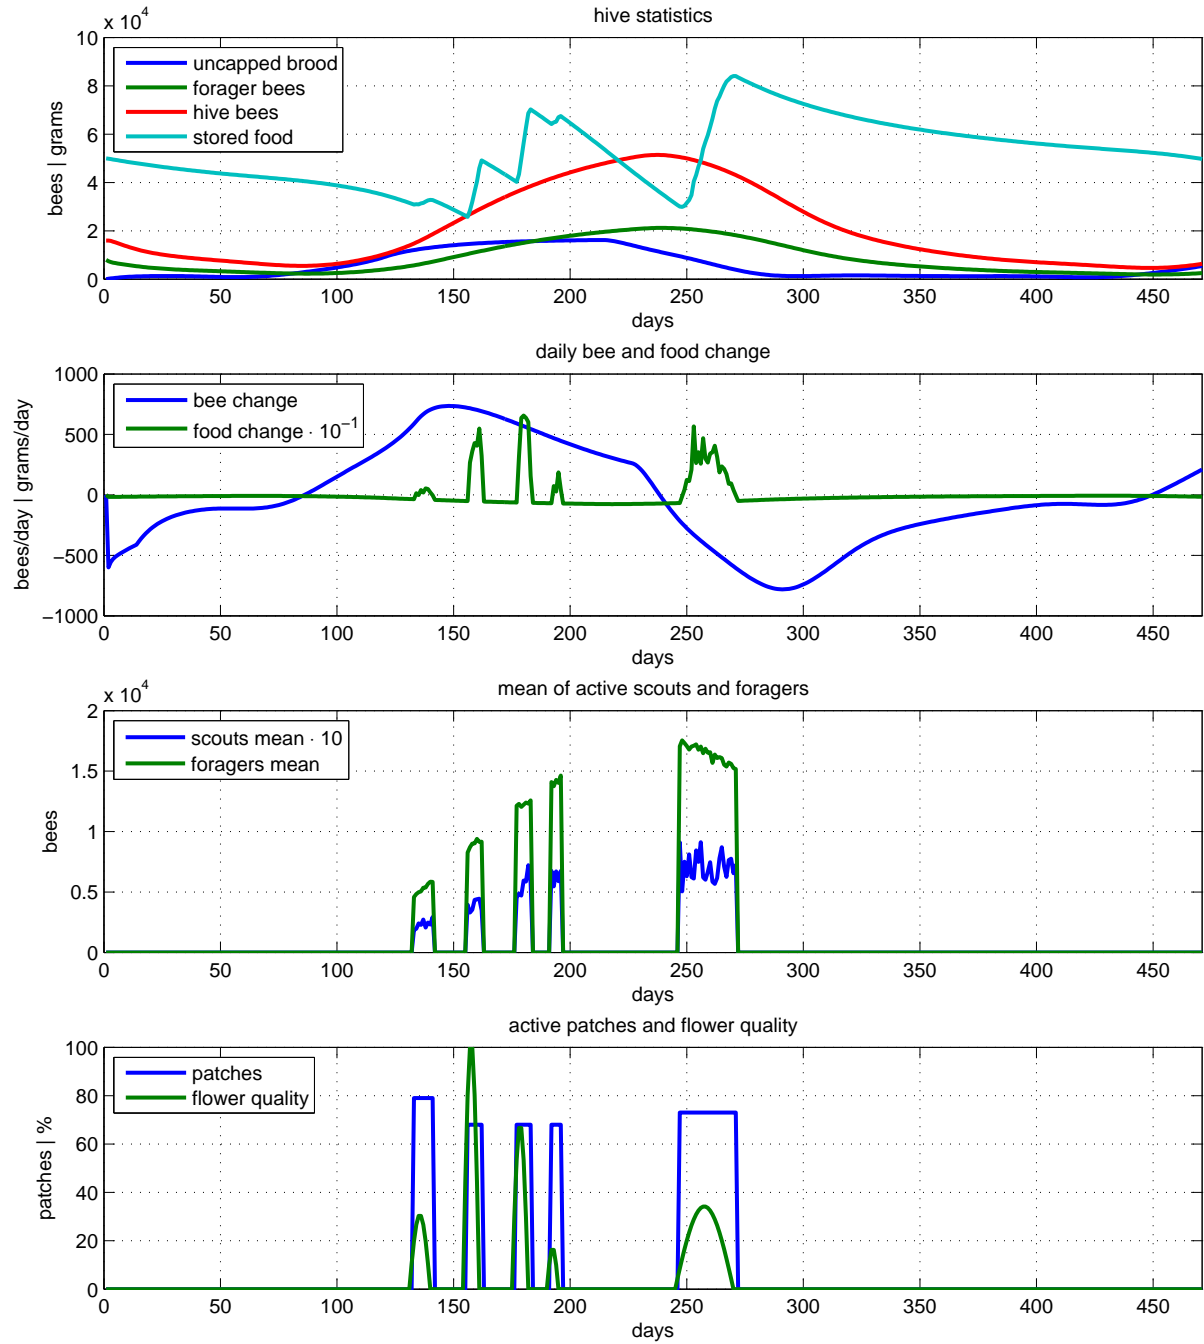 hive statistics
x 10^4
10
8
6
4
2
0
bees | grams
uncapped brood
forager bees
hive bees
stored food
0 50 100 150 200 250 300 350 400 450
days
daily bee and food change
1000
500
0
−500
−1000
bees/day | grams/day
bee change
food change · 10^−1
0 50 100 150 200 250 300 350 400 450
days
mean of active scouts and foragers
x 10^4
2
1.5
1
0.5
0
bees
scouts mean · 10
foragers mean
0 50 100 150 200 250 300 350 400 450
days
active patches and flower quality
100
80
60
40
20
0
patches | %
patches
flower quality
0 50 100 150 200 250 300 350 400 450
days